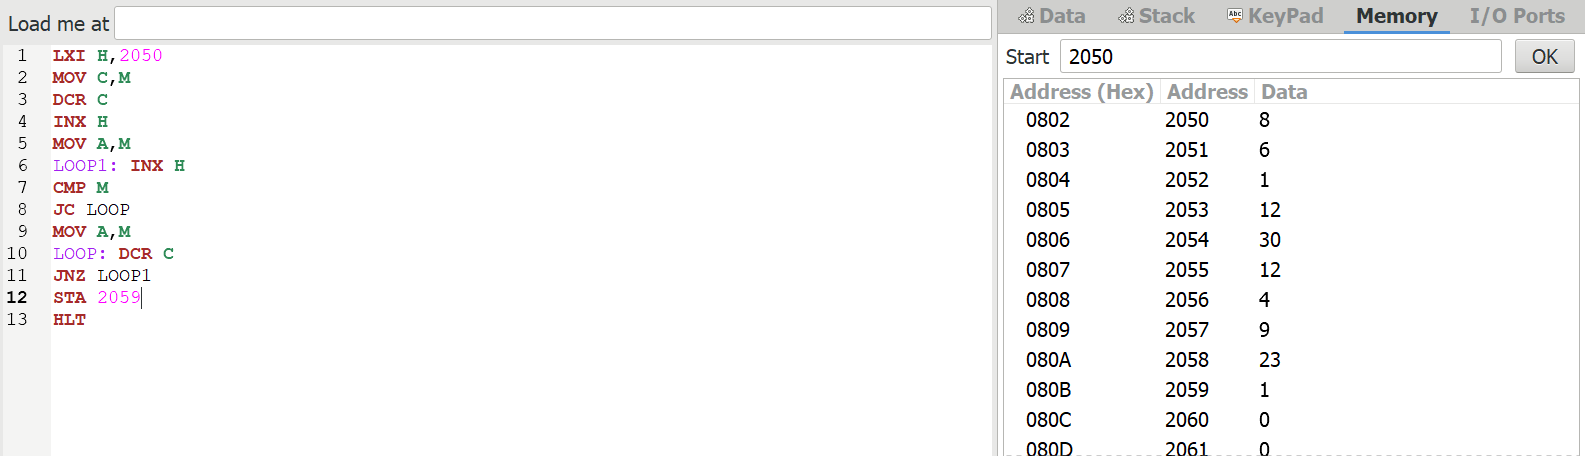 Load me at
1 LXI H,2050
2 MOV C,M
3 DCR C
4 INX H
5 MOV A,M
6 LOOP1: INX H
7 CMP M
8 JC LOOP
9 MOV A,M
10 LOOP: DCR C
11 JNZ LOOP1
12 STA 2059
13 HLT
Data Stack Abc KeyPad Memory I/O Ports
Start 2050 OK
Address (Hex) Address Data
0802 2050 8
0803 2051 6
0804 2052 1
0805 2053 12
0806 2054 30
0807 2055 12
0808 2056 4
0809 2057 9
080A 2058 23
080B 2059 1
080C 2060 0
080D 2061 0